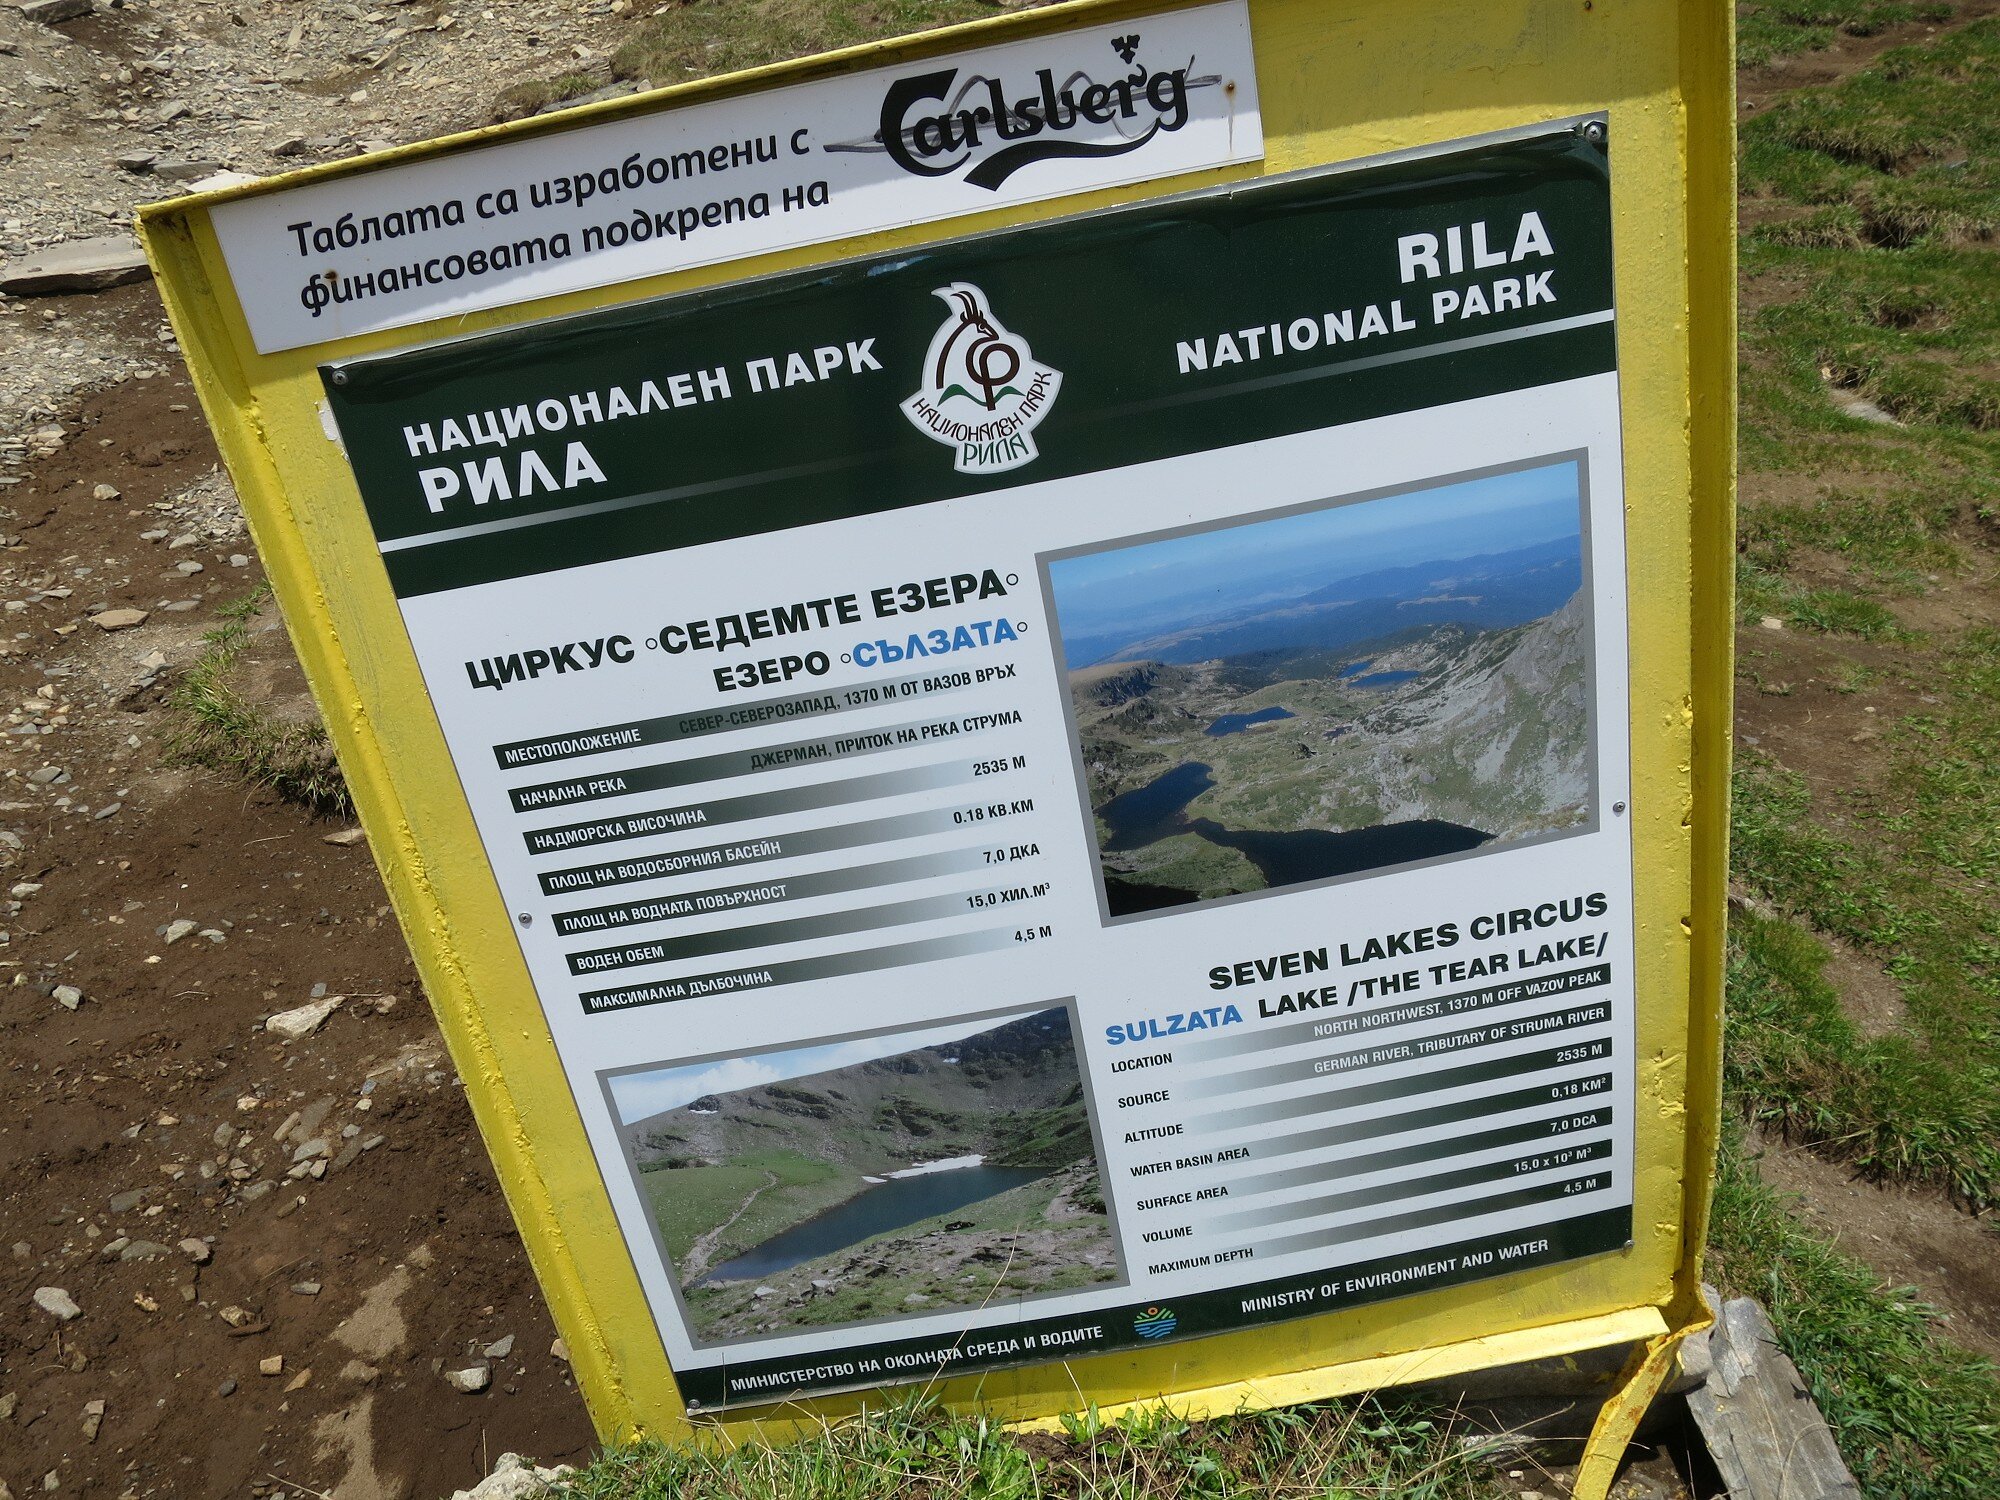 Таблата са изработени с
финансовата подкрепа на
Carlsberg
НАЦИОНАЛЕН ПАРК
РИЛА
НАЦИОНАЛЕН ПАРК
РИЛА
RILA
NATIONAL PARK
ЦИРКУС °СЕДЕМТЕ ЕЗЕРА°
ЕЗЕРО °СЪЛЗАТА°
МЕСТОПОЛОЖЕНИЕ СЕВЕР-СЕВЕРОЗАПАД, 1370 М ОТ ВАЗОВ ВРЪХ
НАЧАЛНА РЕКА ДЖЕРМАН, ПРИТОК НА РЕКА СТРУМА
НАДМОРСКА ВИСОЧИНА 2535 М
ПЛОЩ НА ВОДОСБОРНИЯ БАСЕЙН 0.18 КВ.КМ
ПЛОЩ НА ВОДНАТА ПОВЪРХНОСТ 7,0 ДКА
ВОДЕН ОБЕМ 15,0 ХИЛ.М³
МАКСИМАЛНА ДЪЛБОЧИНА 4,5 М
SEVEN LAKES CIRCUS
SULZATA LAKE /THE TEAR LAKE/
LOCATION NORTH NORTHWEST, 1370 M OFF VAZOV PEAK
SOURCE GERMAN RIVER, TRIBUTARY OF STRUMA RIVER
ALTITUDE 2535 M
WATER BASIN AREA 0,18 KM²
SURFACE AREA 7,0 DCA
VOLUME 15,0 x 10³ M³
MAXIMUM DEPTH 4,5 M
МИНИСТЕРСТВО НА ОКОЛНАТА СРЕДА И ВОДИТЕ
MINISTRY OF ENVIRONMENT AND WATER